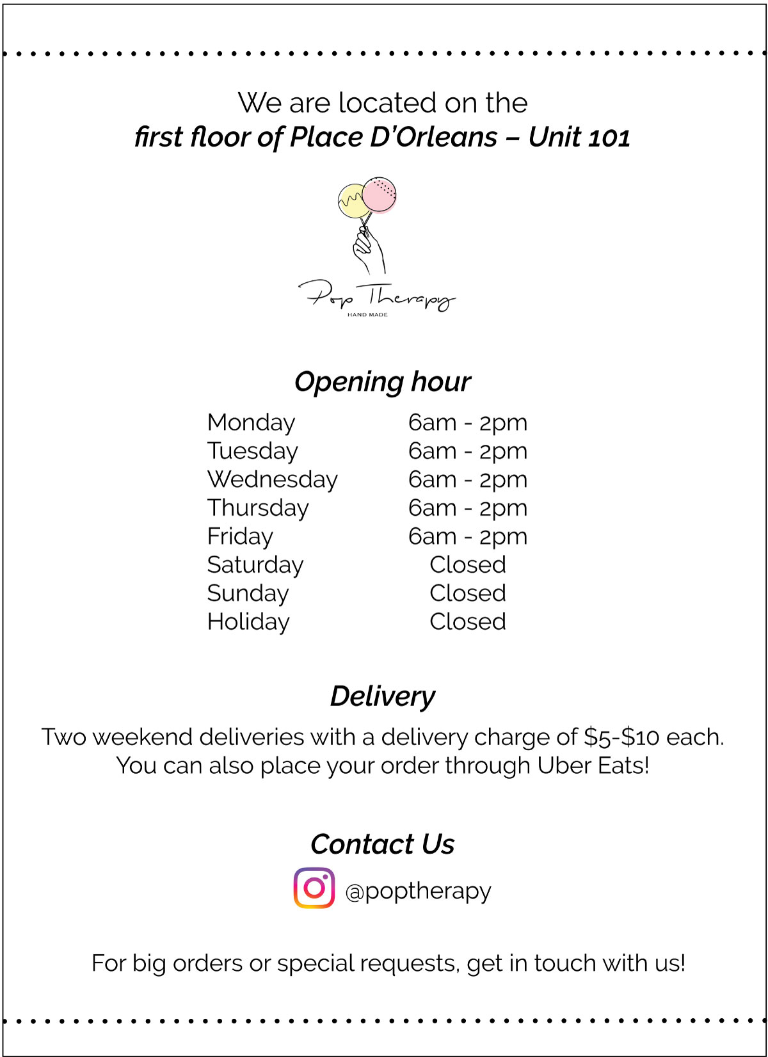 We are located on the
first floor of Place D'Orleans – Unit 101
Pop Therapy
HAND MADE
Opening hour
Monday 6am - 2pm
Tuesday 6am - 2pm
Wednesday 6am - 2pm
Thursday 6am - 2pm
Friday 6am - 2pm
Saturday Closed
Sunday Closed
Holiday Closed
Delivery
Two weekend deliveries with a delivery charge of $5-$10 each.
You can also place your order through Uber Eats!
Contact Us
@poptherapy
For big orders or special requests, get in touch with us!